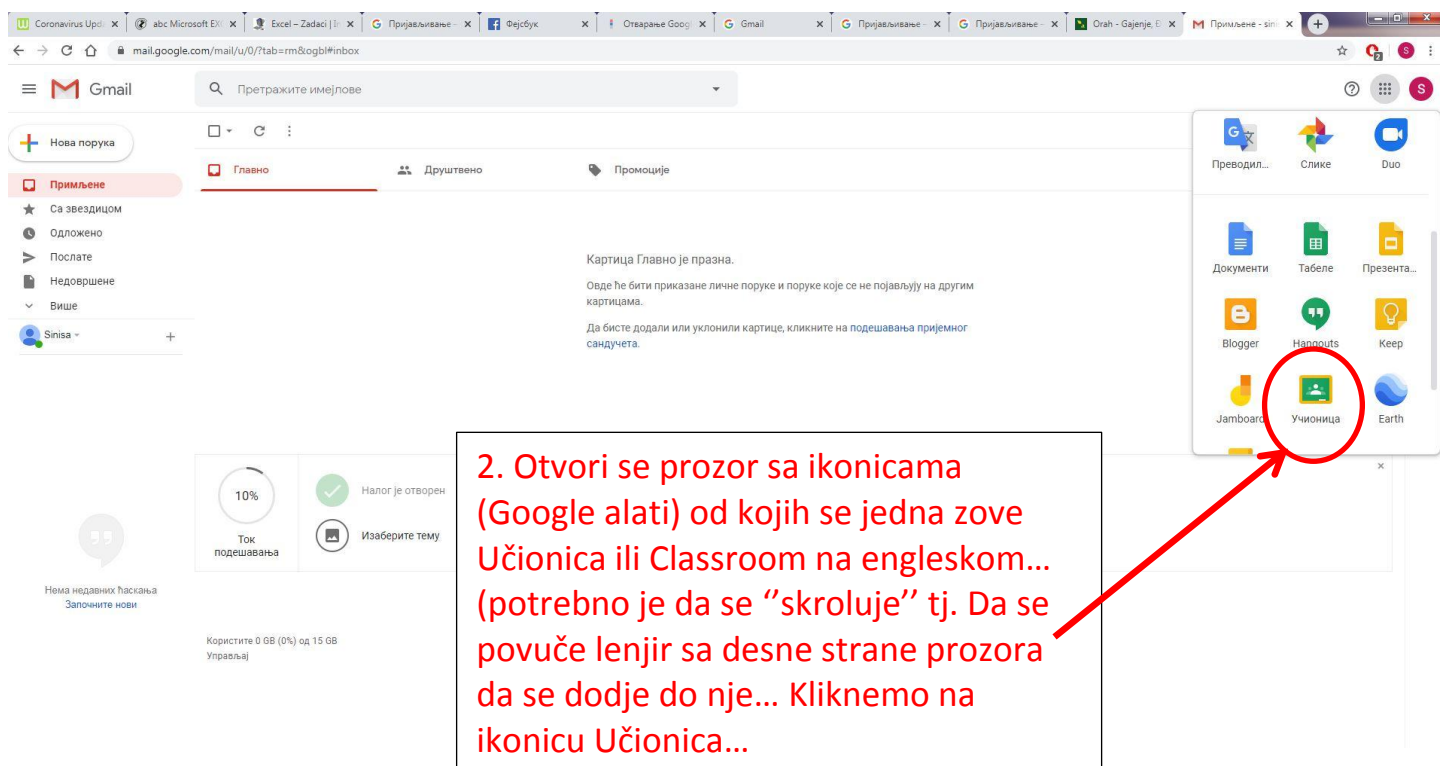 Coronavirus Upd
abc Microsoft EX
Excel – Zadaci | In
Пријављивање –
Фејсбук
Отварање Googl
Gmail
Пријављивање –
Пријављивање –
Orah - Gajenje, Đ
Примљене - sini
mail.google.com/mail/u/0/?tab=rm&ogbl#inbox
2
S
Gmail
Претражите имејлове
S
Нова порука
Примљене
Са звездицом
Одложено
Послате
Недовршене
Више
Sinisa
Нема недавних ћаскања
Започните нови
Главно
Друштвено
Промоције
Картица Главно је празна.
Овде ће бити приказане личне поруке и поруке које се не појављују на другим
картицама.
Да бисте додали или уклонили картице, кликните на подешавања пријемног
сандучета.
Преводил...
Слике
Duo
Документи
Табеле
Презента...
Blogger
Hangouts
Keep
Jamboard
Учионица
Earth
10%
Ток
подешавања
Налог је отворен
Изаберите тему
Користите 0 GB (0%) од 15 GB
Управљај
2. Otvori se prozor sa ikonicama
(Google alati) od kojih se jedna zove
Učionica ili Classroom na engleskom…
(potrebno je da se ‘’skroluje’’ tj. Da se
povuče lenjir sa desne strane prozora
da se dodje do nje… Kliknemo na
ikonicu Učionica…